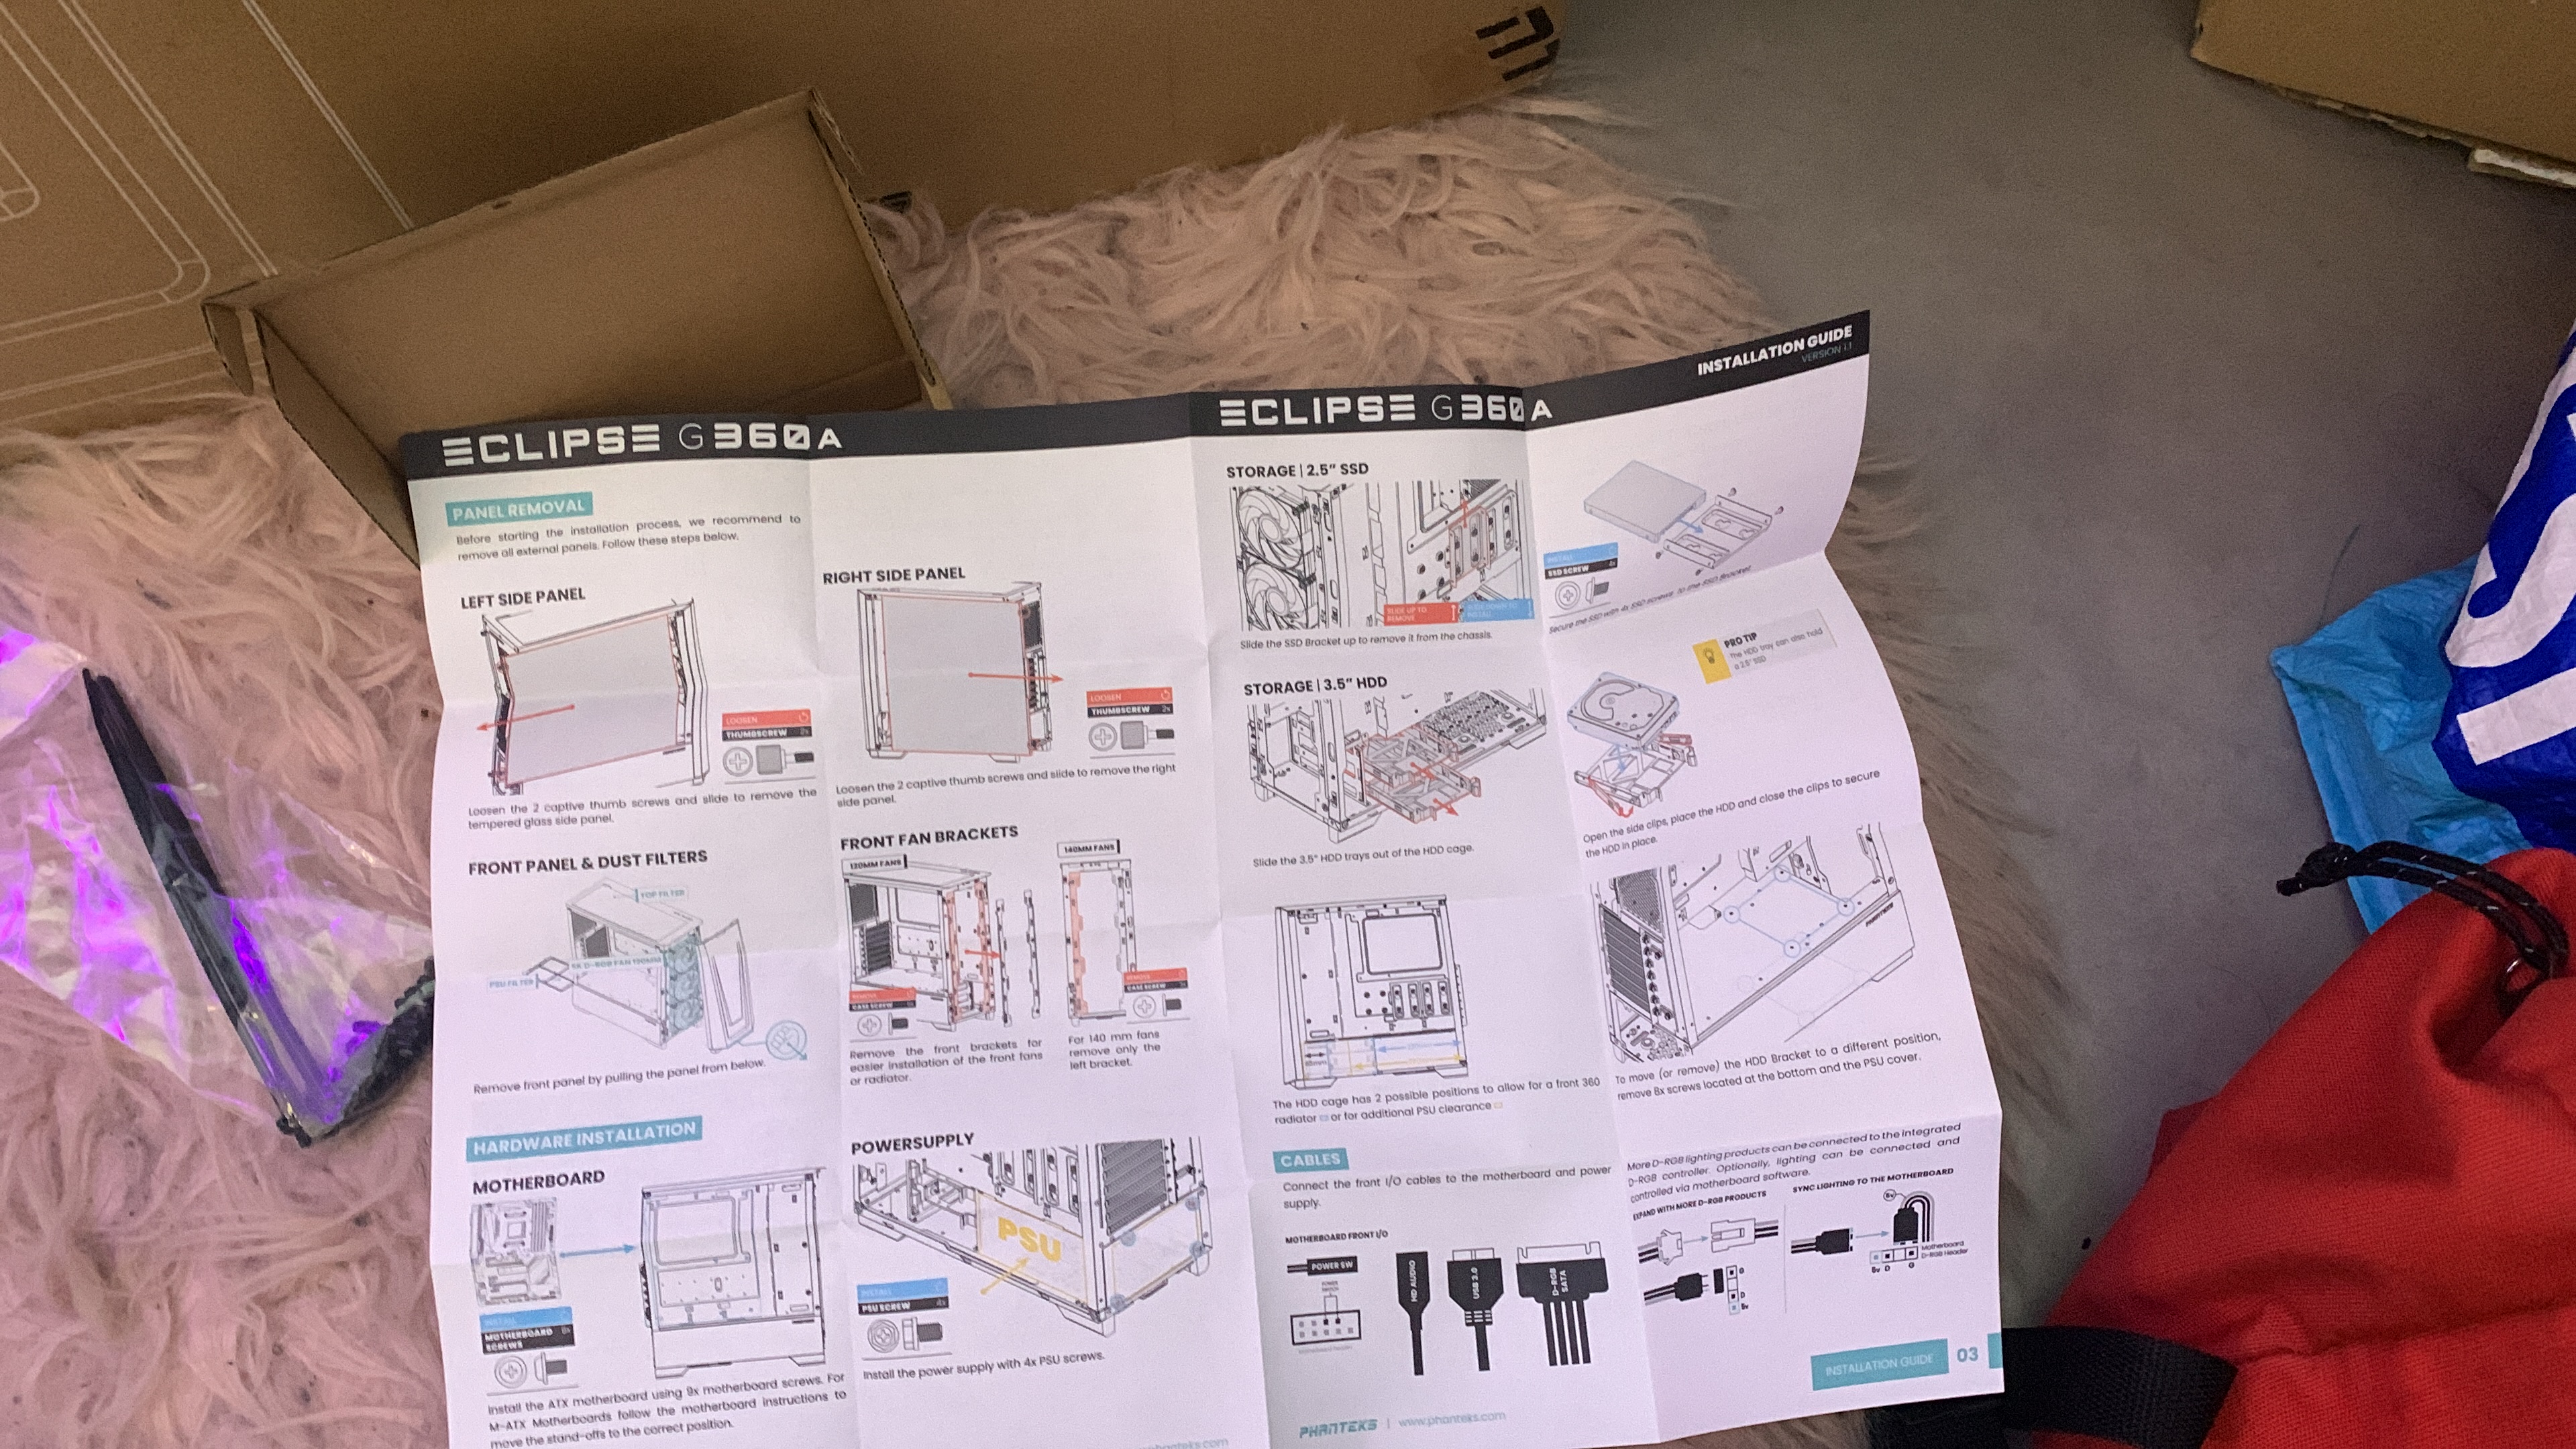 ECLIPSE G360A
PANEL REMOVAL
Before starting the installation process, we recommend to
remove all external panels. Follow these steps below.
LEFT SIDE PANEL
Loosen the 2 captive thumb screws and slide to remove the
tempered glass side panel.
LOOSEN
THUMBSCREW 2x
RIGHT SIDE PANEL
Loosen the 2 captive thumb screws and slide to remove the right
side panel.
LOOSEN
THUMBSCREW 2x
FRONT PANEL & DUST FILTERS
PSU FILTER
TOP FILTER
Remove front panel by pulling the panel from below.
FRONT FAN BRACKETS
120MM FANS
Remove the front brackets for
easier installation of the front fans
or radiator.
140MM FANS
For 140 mm fans
remove only the
left bracket.
HARDWARE INSTALLATION
MOTHERBOARD
INSTALL
MOTHERBOARD
SCREWS
Install the ATX motherboard using 9x motherboard screws. For
M-ATX Motherboards follow the motherboard instructions to
move the stand-offs to the correct position.
POWERSUPPLY
INSTALL
PSU SCREW 4x
PSU
Install the power supply with 4x PSU screws.
phanteks.com
ECLIPSE G360A
INSTALLATION GUIDE
VERSION 1.1
STORAGE | 2.5" SSD
SLIDE UP TO
REMOVE
Slide the SSD Bracket up to remove it from the chassis.
INSTALL
SSD SCREW
STORAGE | 3.5" HDD
Slide the 3.5" HDD trays out of the HDD cage.
PRO TIP
The HDD tray can also hold
a 2.5" SSD
Open the side clips, place the HDD and close the clips to secure
the HDD in place.
The HDD cage has 2 possible positions to allow for a front 360
radiator or for additional PSU clearance
To move (or remove) the HDD Bracket to a different position,
remove 8x screws located at the bottom and the PSU cover.
CABLES
Connect the front I/O cables to the motherboard and power
supply.
MOTHERBOARD FRONT I/O
POWER SW
HD AUDIO
USB 3.0
D-RGB
SATA
More D-RGB lighting products can be connected to the integrated
D-RGB controller. Optionally, lighting can be connected and
controlled via motherboard software.
EXPAND WITH MORE D-RGB PRODUCTS
SYNC LIGHTING TO THE MOTHERBOARD
5V D G
5V D G
Motherboard
D-RGB Header
PHANTEKS | www.phanteks.com
INSTALLATION GUIDE 03